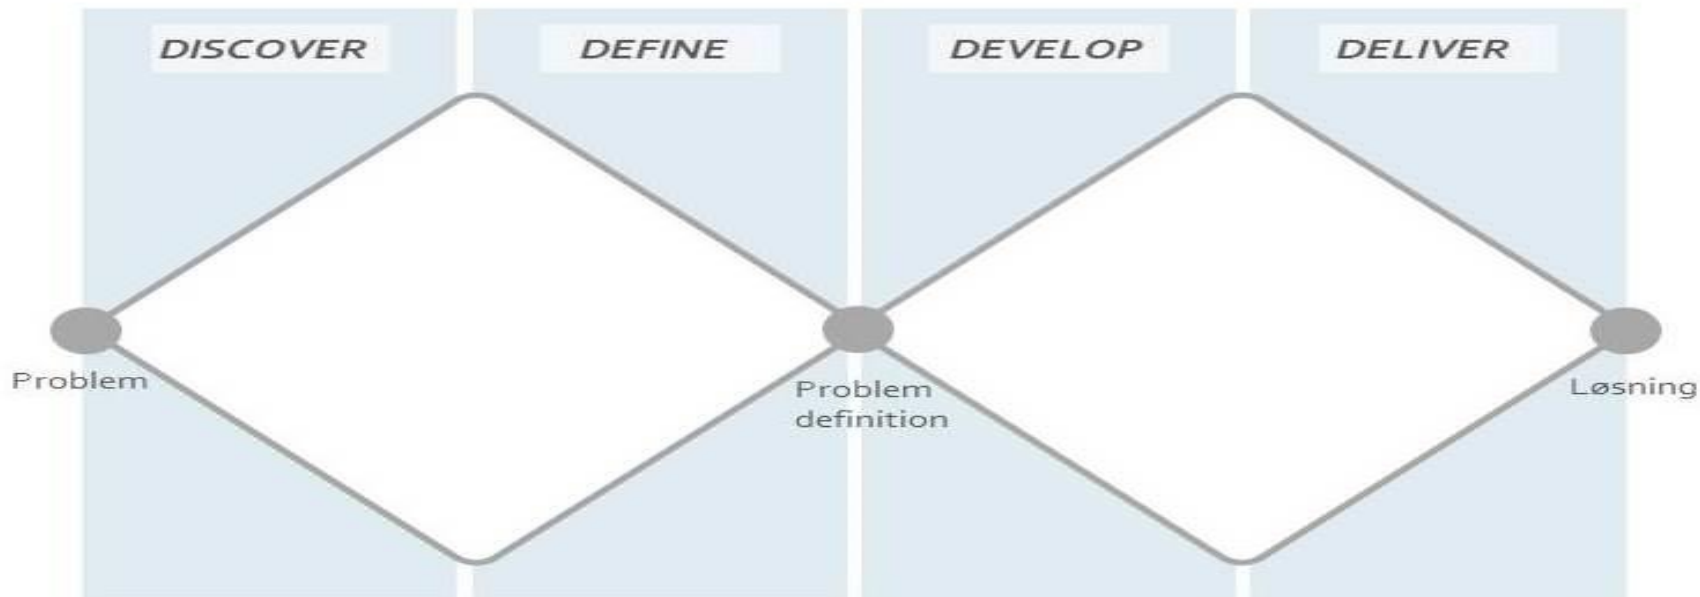 DISCOVER
DEFINE
DEVELOP
DELIVER
Problem
Problem
definition
Løsning